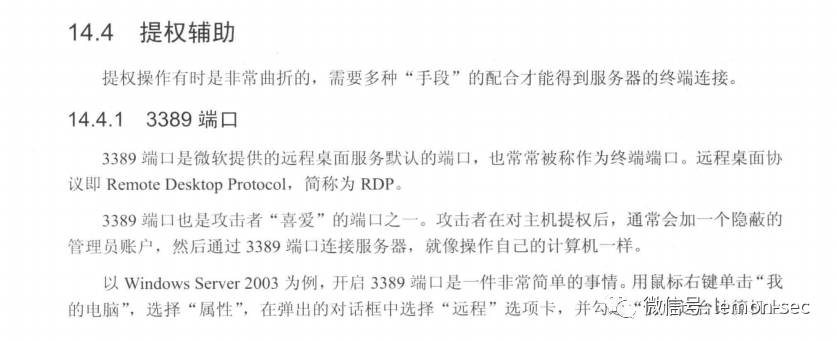 14.4 提权辅助
提权操作有时是非常曲折的，需要多种“手段”的配合才能得到服务器的终端连接。
14.4.1 3389 端口
3389 端口是微软提供的远程桌面服务默认的端口，也常常被称作为终端端口。远程桌面协
议即 Remote Desktop Protocol，简称为 RDP。
3389 端口也是攻击者“喜爱”的端口之一。攻击者在对主机提权后，通常会加一个隐蔽的
管理员账户，然后通过 3389 端口连接服务器，就像操作自己的计算机一样。
以 Windows Server 2003 为例，开启 3389 端口是一件非常简单的事情。用鼠标右键单击“我
的电脑”，选择“属性”，在弹出的对话框中选择“远程”选项卡，并勾
微信号: lemon-sec